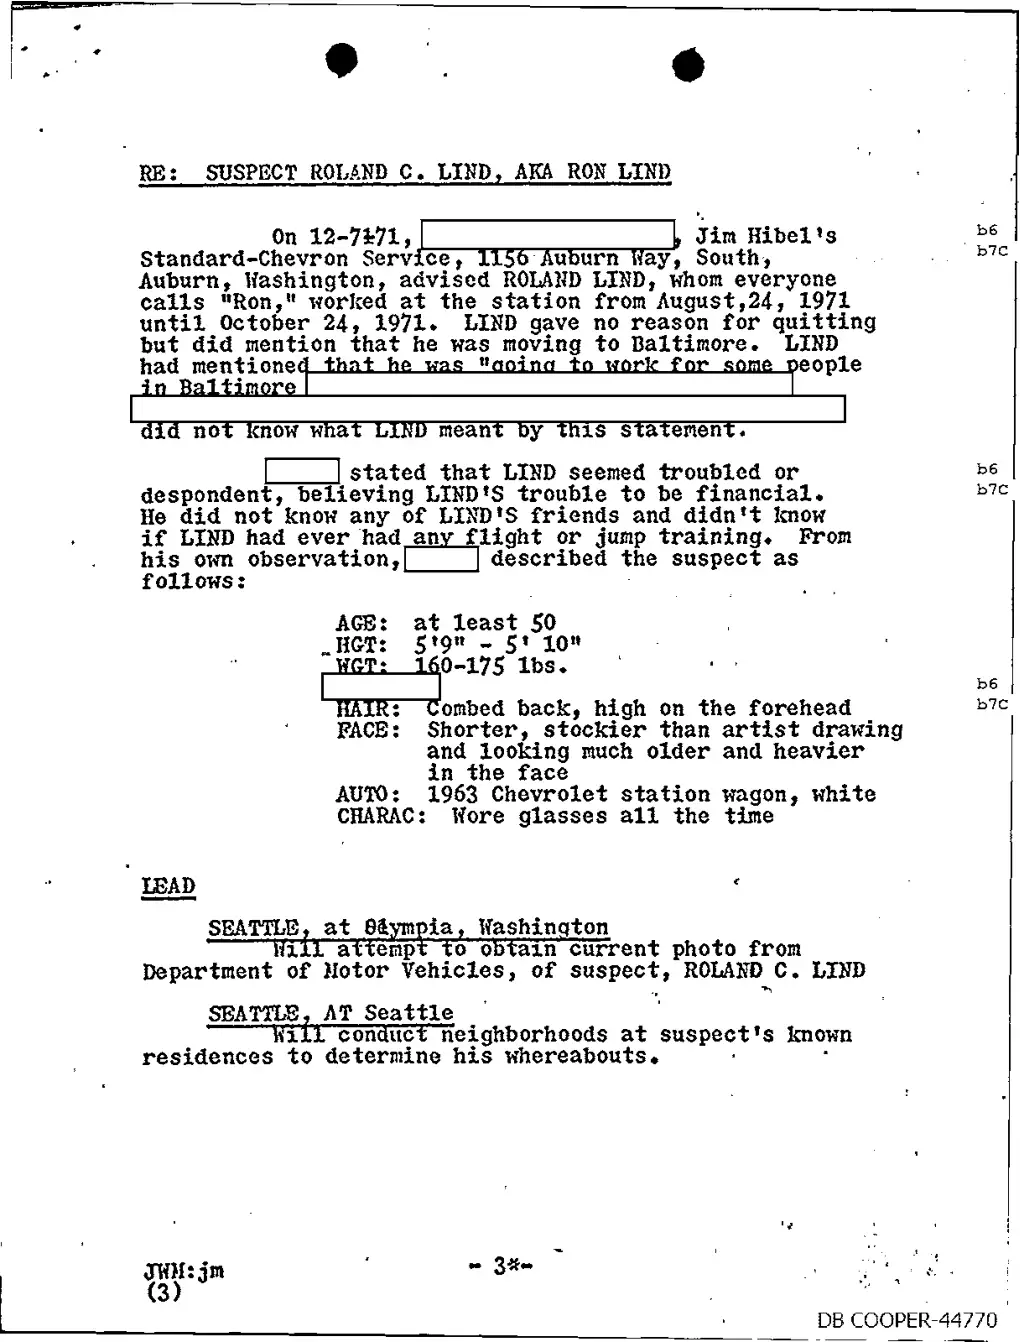 RE: SUSPECT ROLAND C. LIND, AKA RON LIND
On 12-7-71, , Jim Hibel's b6
Standard-Chevron Service, 1156 Auburn Way, South, b7C
Auburn, Washington, advised ROLAND LIND, whom everyone
calls "Ron," worked at the station from August,24, 1971
until October 24, 1971. LIND gave no reason for quitting
but did mention that he was moving to Baltimore. LIND
had mentioned that he was "going to work for some people
in Baltimore
did not know what LIND meant by this statement.
stated that LIND seemed troubled or b6
despondent, believing LIND'S trouble to be financial. b7C
He did not know any of LIND'S friends and didn't know
if LIND had ever had any flight or jump training. From
his own observation, described the suspect as
follows:
AGE: at least 50
HGT: 5'9" - 5' 10"
WGT: 160-175 lbs.
b6
HAIR: Combed back, high on the forehead b7C
FACE: Shorter, stockier than artist drawing
and looking much older and heavier
in the face
AUTO: 1963 Chevrolet station wagon, white
CHARAC: Wore glasses all the time
LEAD
SEATTLE, at Olympia, Washington
Will attempt to obtain current photo from
Department of Motor Vehicles, of suspect, ROLAND C. LIND
SEATTLE, AT Seattle
Will conduct neighborhoods at suspect's known
residences to determine his whereabouts.
JWM:jm - 3*-
(3)
DB COOPER-44770